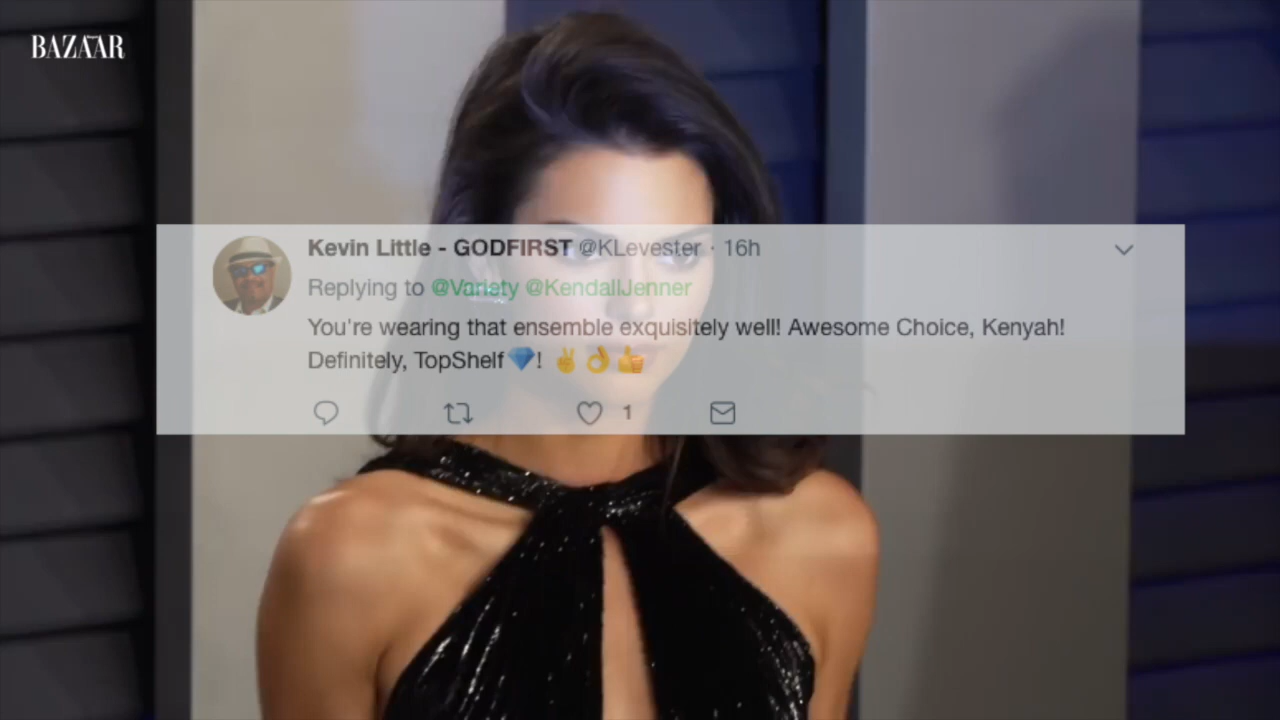 BAZAAR
Kevin Little - GODFIRST @KLevester · 16h
Replying to @Variety @KendallJenner
You're wearing that ensemble exquisitely well! Awesome Choice, Kenyah!
Definitely, TopShelf💎! ✌👌👍
1